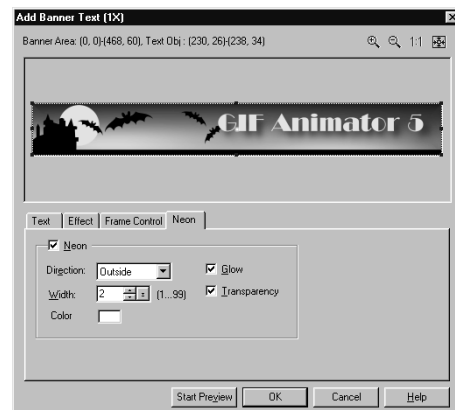 Add Banner Text (1X)
Banner Area: (0, 0)-(468, 60), Text Obj : (230, 26)-(238, 34)
1:1
GIF Animator 5
Text Effect Frame Control Neon
Neon
Direction: Outside Glow
Width: 2 (1...99) Transparency
Color
Start Preview OK Cancel Help